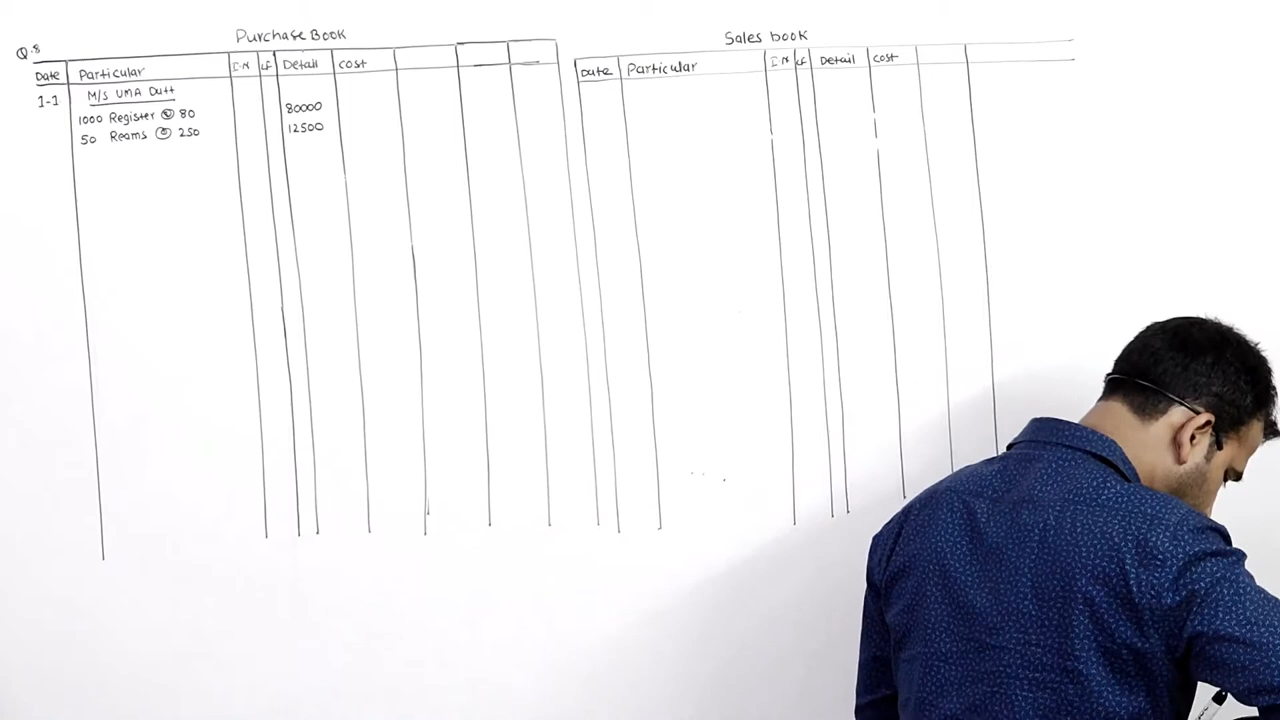 Q.8
Purchase Book
Date Particular I.N LF Detail cost
1-1 M/S UMA Dutt
1000 Register @ 80 80000
50 Reams @ 250 12500
Sales book
Date Particular I.N LF Detail cost